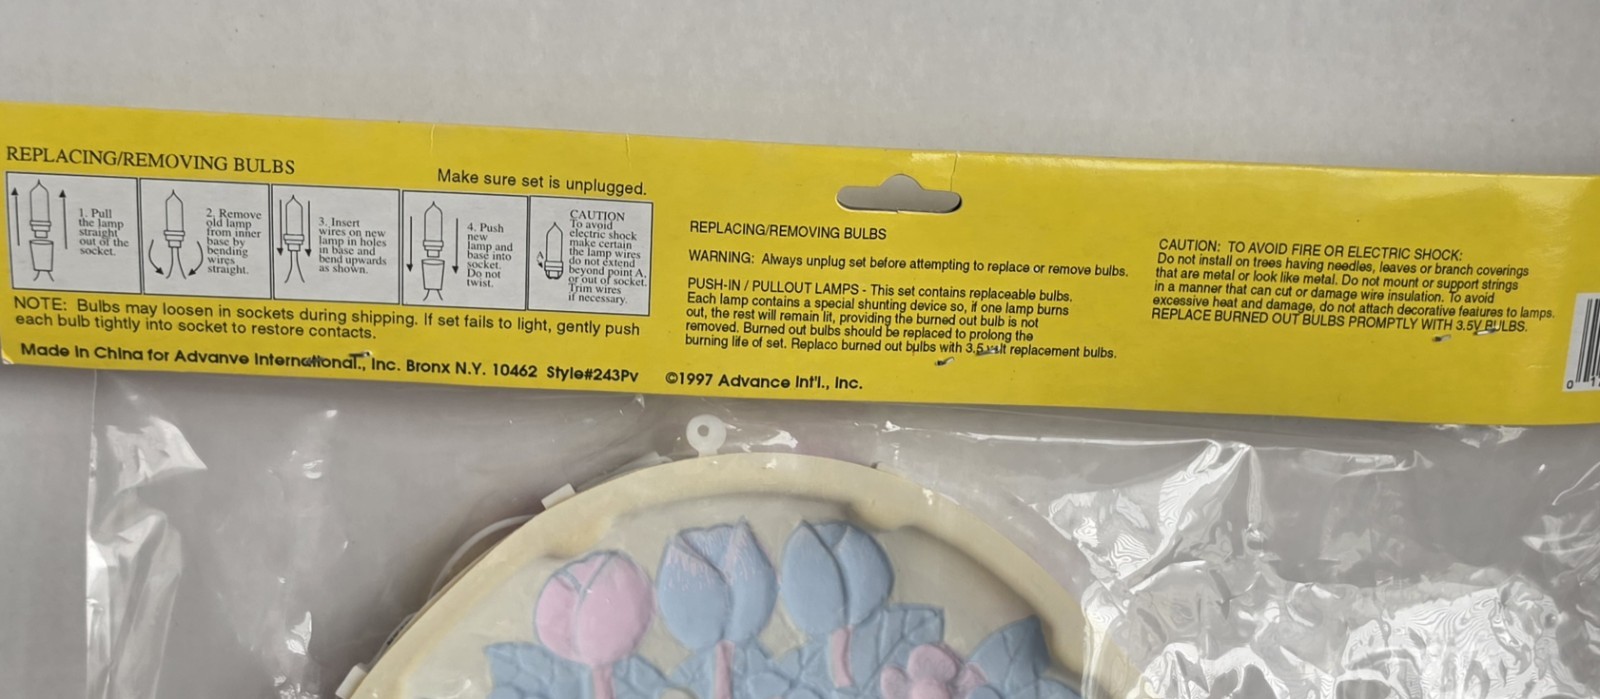 REPLACING/REMOVING BULBS
Make sure set is unplugged.
1. Pull
the lamp
straight
out of the
socket.
2. Remove
old lamp
from inner
base by
bending
wires
straight.
3. Insert
wires on new
lamp in holes
in base and
bend upwards
as shown.
4. Push
new
lamp and
base into
socket.
Do not
twist.
CAUTION
To avoid
electric shock
make certain
the lamp wires
do not extend
beyond point A,
or out of socket.
Trim wires
if necessary.
A
NOTE: Bulbs may loosen in sockets during shipping. If set fails to light, gently push
each bulb tightly into socket to restore contacts.
Made In China for Advanve International., Inc. Bronx N.Y. 10462 Style#243Pv ©1997 Advance Int'l., Inc.
REPLACING/REMOVING BULBS
WARNING: Always unplug set before attempting to replace or remove bulbs.
PUSH-IN / PULLOUT LAMPS - This set contains replaceable bulbs.
Each lamp contains a special shunting device so, if one lamp burns
out, the rest will remain lit, providing the burned out bulb is not
removed. Burned out bulbs should be replaced to prolong the
burning life of set. Replaco burned out bulbs with 3.5 volt replacement bulbs.
CAUTION: TO AVOID FIRE OR ELECTRIC SHOCK:
Do not install on trees having needles, leaves or branch coverings
that are metal or look like metal. Do not mount or support strings
in a manner that can cut or damage wire insulation. To avoid
excessive heat and damage, do not attach decorative features to lamps.
REPLACE BURNED OUT BULBS PROMPTLY WITH 3.5V BULBS.
0